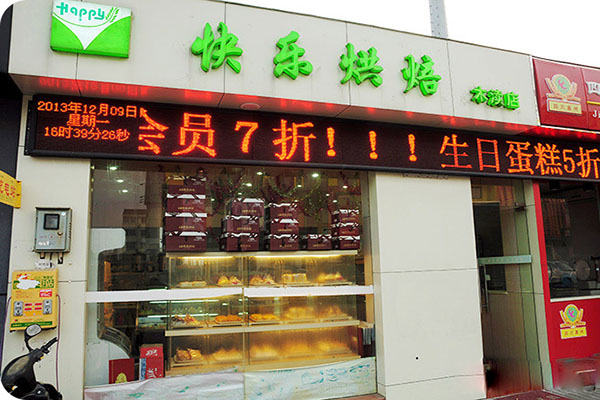 Happy
快乐烘焙
本溪店
2013年12月09日
星期一
16时39分26秒
会员7折!!!生日蛋糕5折